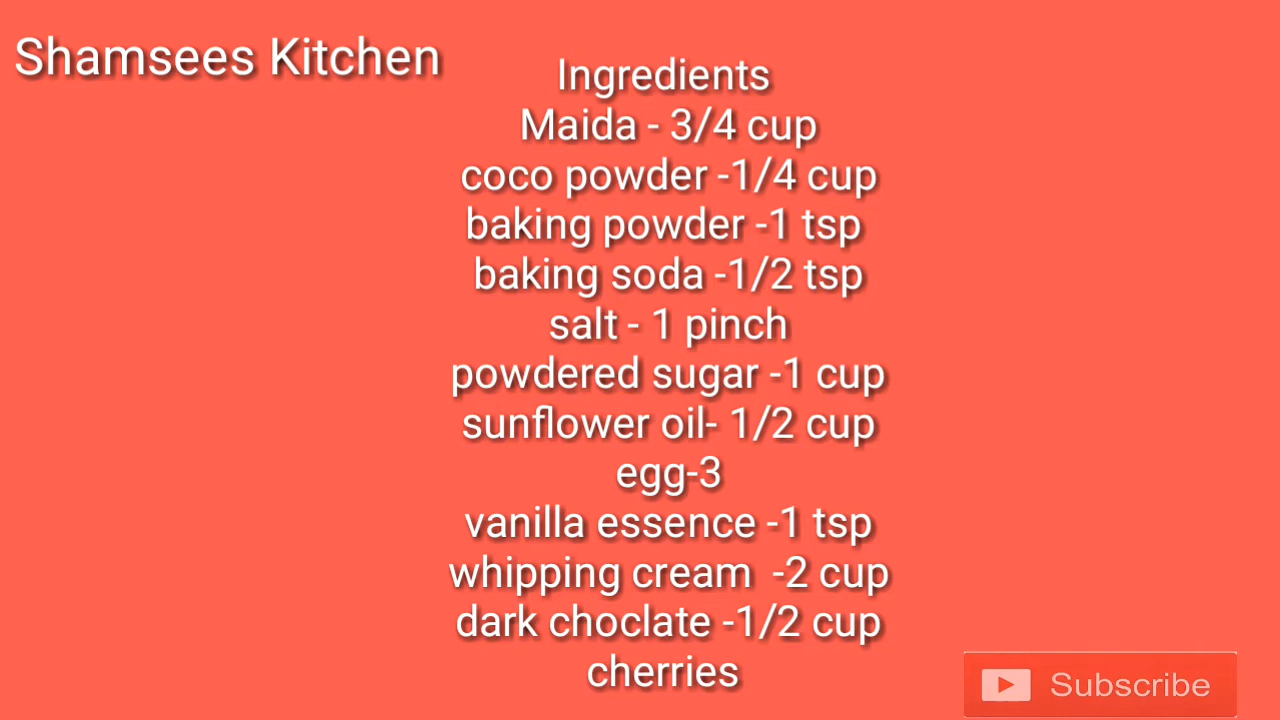 Shamsees Kitchen
Ingredients
Maida - 3/4 cup
coco powder -1/4 cup
baking powder -1 tsp
baking soda -1/2 tsp
salt - 1 pinch
powdered sugar -1 cup
sunflower oil- 1/2 cup
egg-3
vanilla essence -1 tsp
whipping cream  -2 cup
dark choclate -1/2 cup
cherries
Subscribe